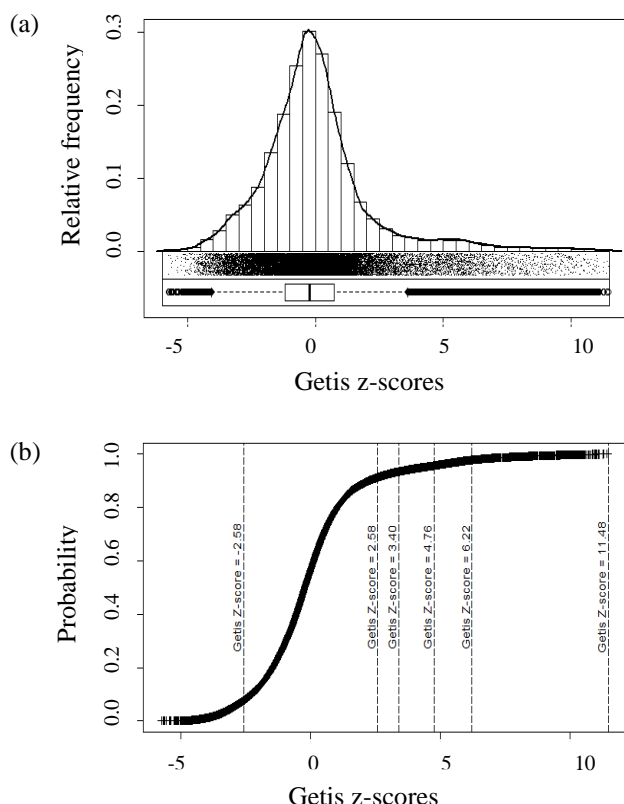 (a)
Relative frequency
0.3
0.2
0.1
0.0
-5
0
5
10
Getis z-scores
(b)
Probability
1.0
0.8
0.6
0.4
0.2
0.0
Getis Z-score = -2.58
Getis Z-score = 2.58
Getis Z-score = 3.40
Getis Z-score = 4.76
Getis Z-score = 6.22
Getis Z-score = 11.48
-5
0
5
10
Getis z-scores